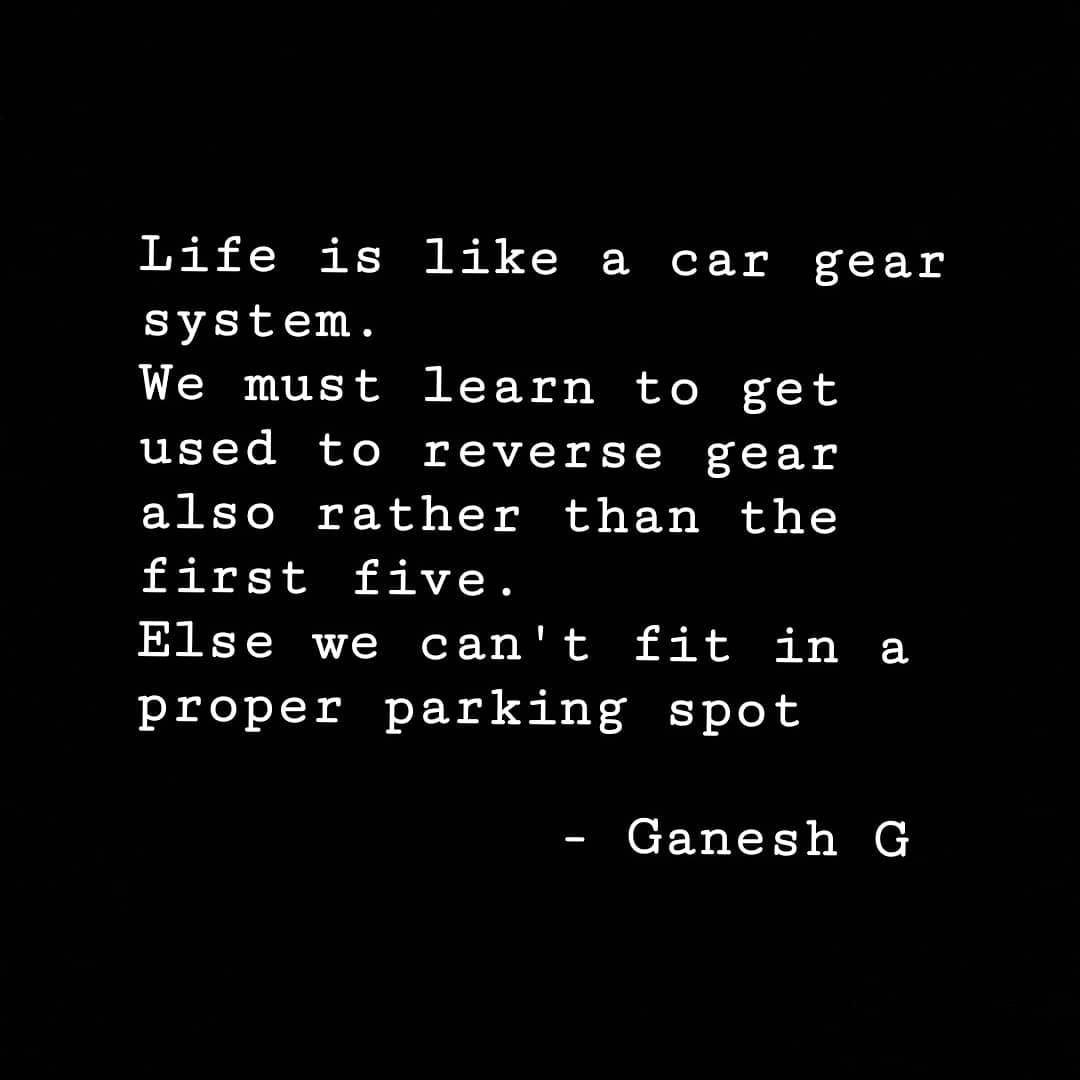 Life is like a car gear
system.
We must learn to get
used to reverse gear
also rather than the
first five.
Else we can't fit in a
proper parking spot
- Ganesh G